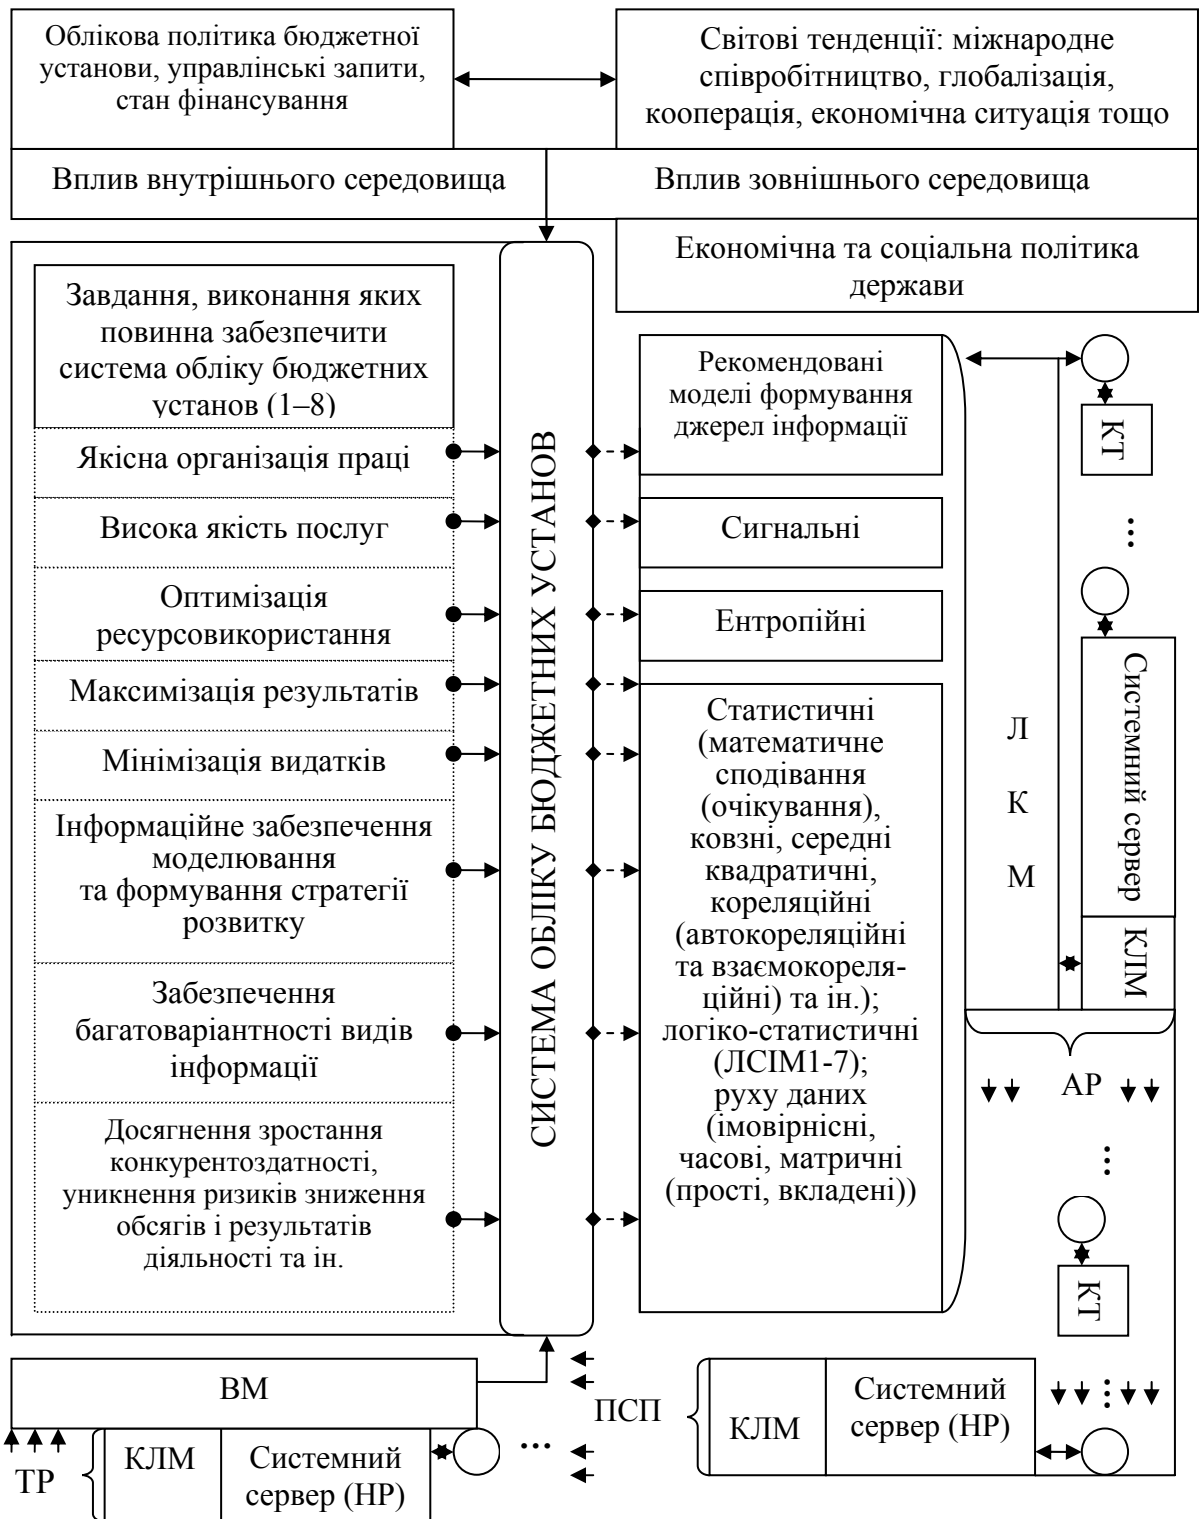 Облікова політика бюджетної
установи, управлінські запити,
стан фінансування
Світові тенденції: міжнародне
співробітництво, глобалізація,
кооперація, економічна ситуація тощо
Вплив внутрішнього середовища
Вплив зовнішнього середовища
Економічна та соціальна політика
держави
Завдання, виконання яких
повинна забезпечити
система обліку бюджетних
установ (1–8)
Якісна організація праці
Висока якість послуг
Оптимізація
ресурсовикористання
Максимізація результатів
Мінімізація видатків
Інформаційне забезпечення
моделювання
та формування стратегії
розвитку
Забезпечення
багатоваріантності видів
інформації
Досягнення зростання
конкурентоздатності,
уникнення ризиків зниження
обсягів і результатів
діяльності та ін.
СИСТЕМА ОБЛІКУ БЮДЖЕТНИХ УСТАНОВ
Рекомендовані
моделі формування
джерел інформації
Сигнальні
Ентропійні
Статистичні
(математичне
сподівання
(очікування),
ковзні, середні
квадратичні,
кореляційні
(автокореляційні
та взаємокореля-
ційні) та ін.);
логіко-статистичні
(ЛСІМ1-7);
руху даних
(імовірнісні,
часові, матричні
(прості, вкладені))
Л
К
М
КТ
...
Системний сервер
КЛМ
АР
...
КТ
...
ВМ
ТР
КЛМ
Системний
сервер (НР)
...
ПСП
КЛМ
Системний
сервер (НР)